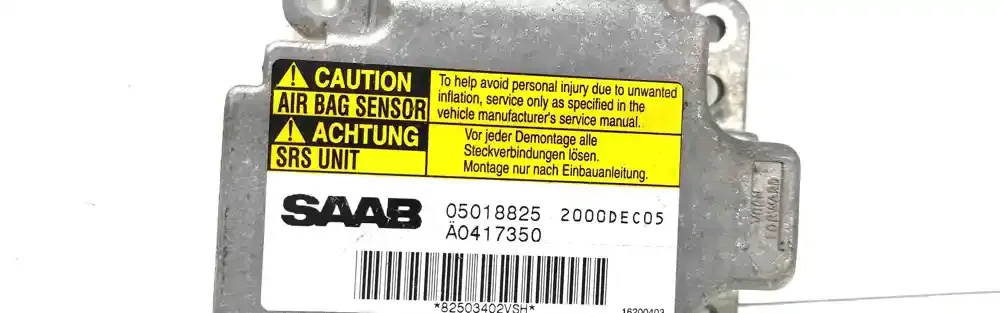 CAUTION
AIR BAG SENSOR
To help avoid personal injury due to unwanted
inflation, service only as specified in the
vehicle manufacturer's service manual.
ACHTUNG
SRS UNIT
Vor jeder Demontage alle
Steckverbindungen lösen.
Montage nur nach Einbauanleitung.
SAAB
05018825 2000DEC05
Ä0417350
*82503402VSH*
16200403
FORWARD